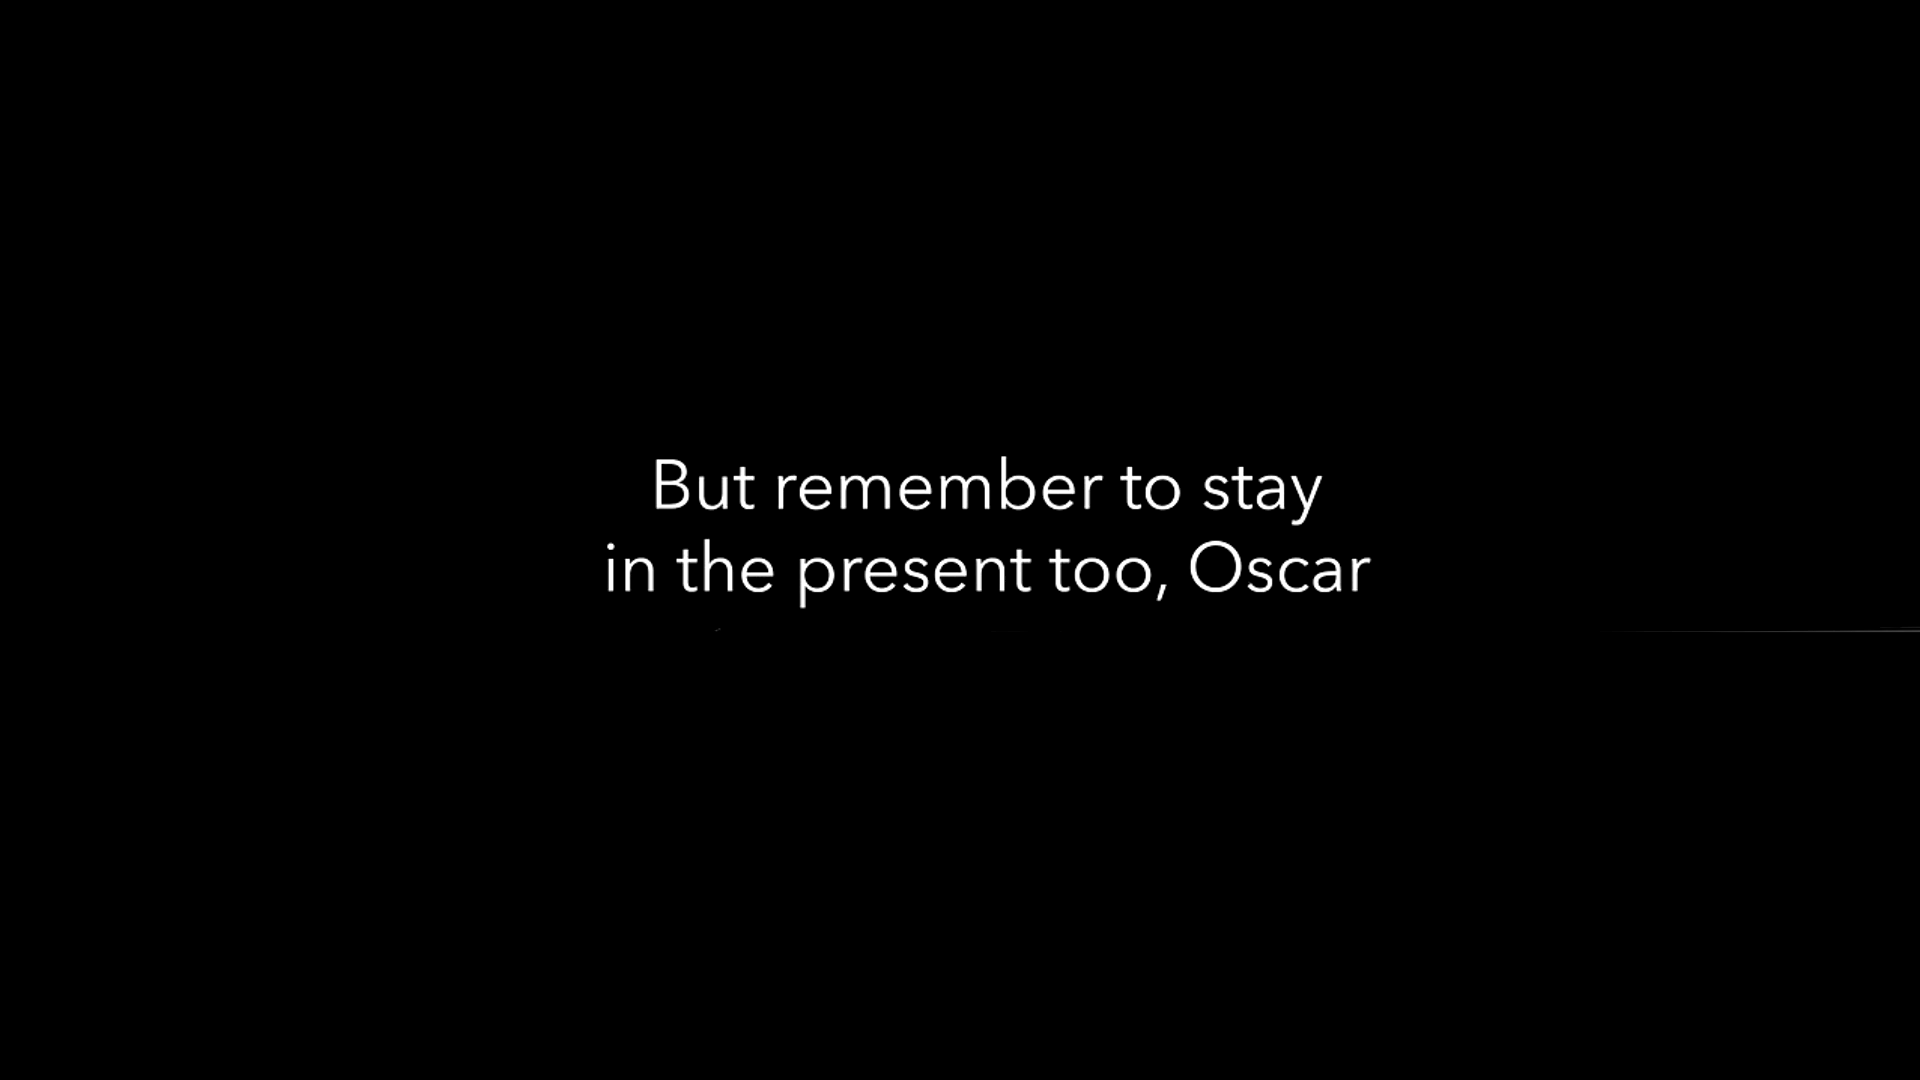 But remember to stay
in the present too, Oscar